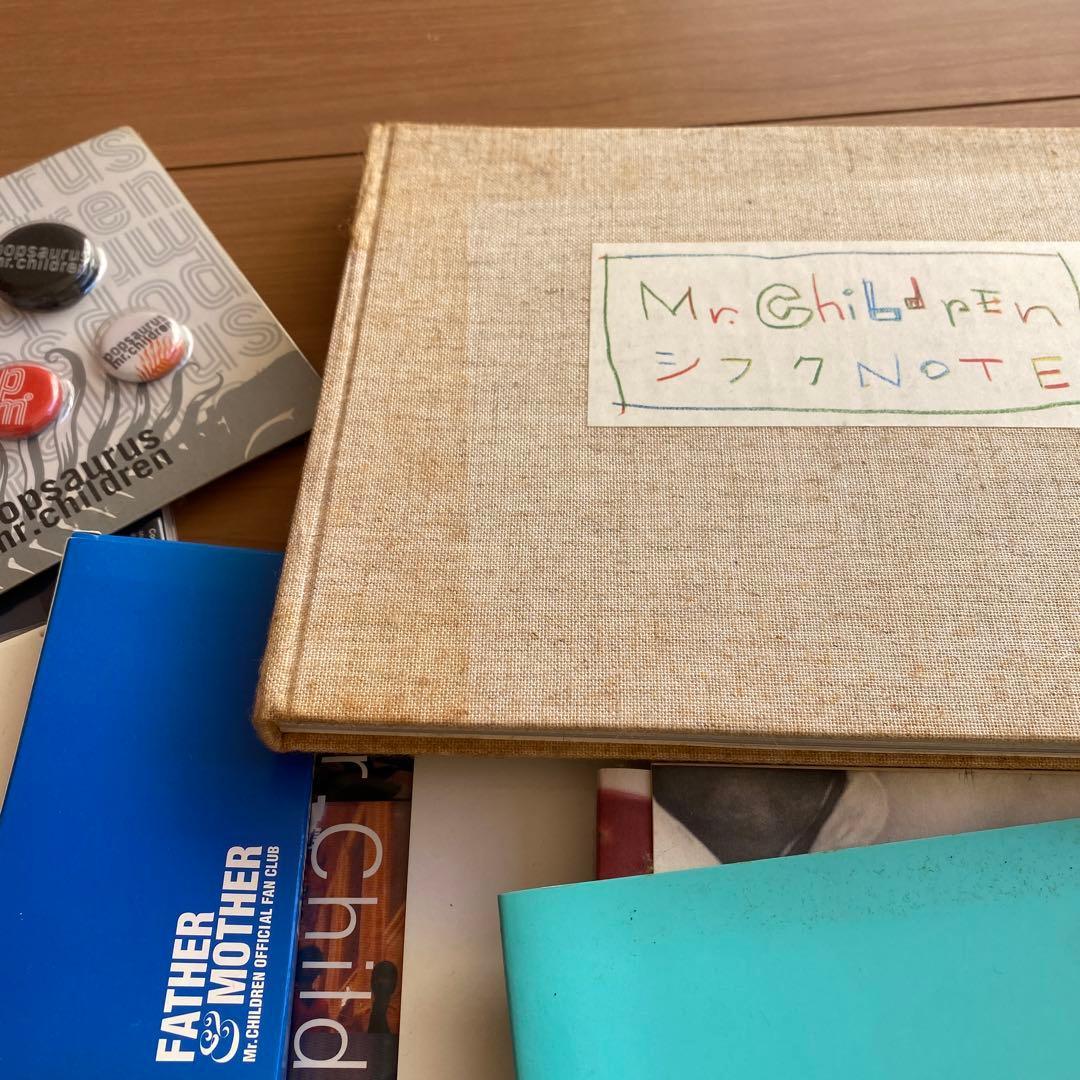 Mr. ChildrEn
シフクNOTE
popsaurus
mr.children
popsaurus
mr.children
popsaurus
mr.children
FATHER
& MOTHER
Mr.CHILDREN OFFICIAL FAN CLUB
Child